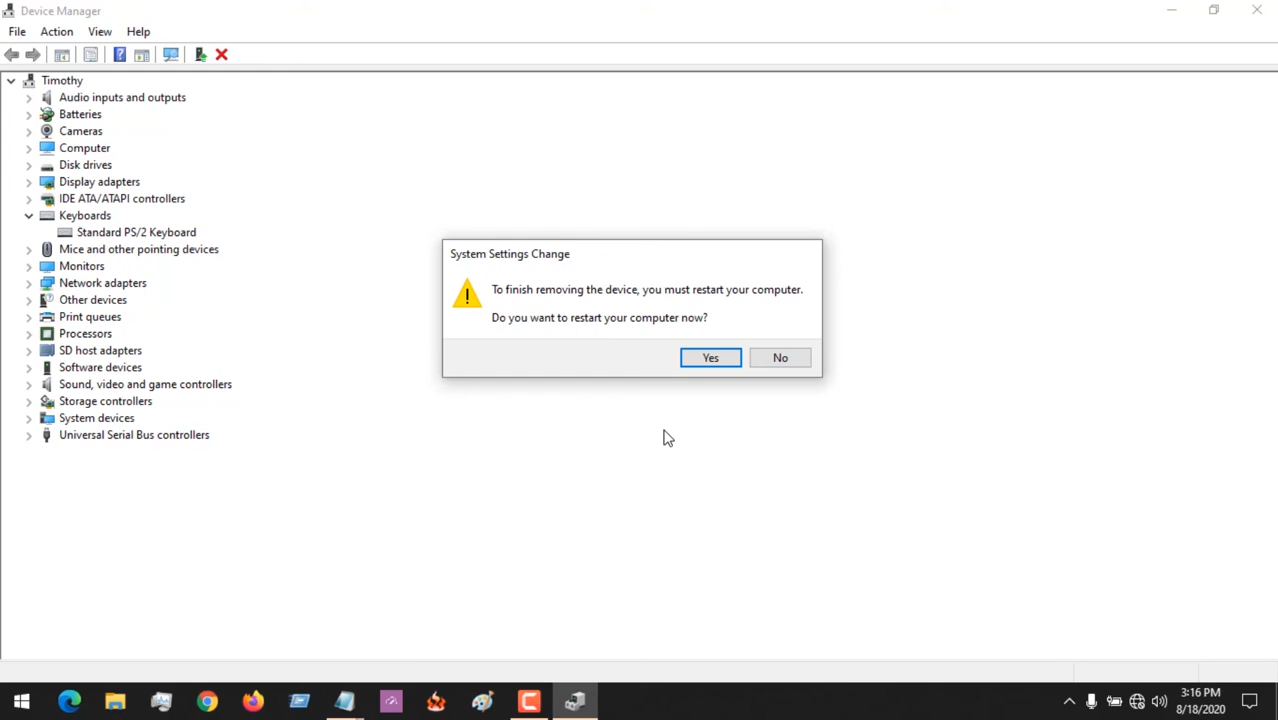 Device Manager
File Action View Help
Timothy
Audio inputs and outputs
Batteries
Cameras
Computer
Disk drives
Display adapters
IDE ATA/ATAPI controllers
Keyboards
Standard PS/2 Keyboard
Mice and other pointing devices
Monitors
Network adapters
Other devices
Print queues
Processors
SD host adapters
Software devices
Sound, video and game controllers
Storage controllers
System devices
Universal Serial Bus controllers
System Settings Change
To finish removing the device, you must restart your computer.
Do you want to restart your computer now?
Yes No
3:16 PM
8/18/2020